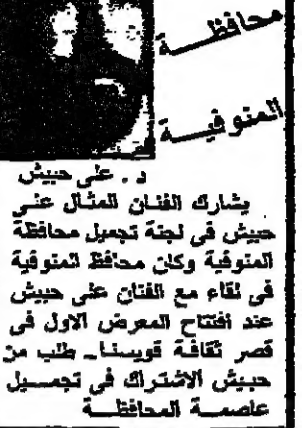 محافظة
المنوفية
د . على حبيش
يشارك الفنان المثال على
حبيش فى لجنة تجميل محافظة
المنوفية وكان محافظ المنوفية
فى لقاء مع الفنان على حبيش
عند افتتاح المعرض الاول فى
قصر ثقافة قويسنا_ طلب من
حبيش الاشتراك فى تجميل
عاصمة المحافظة